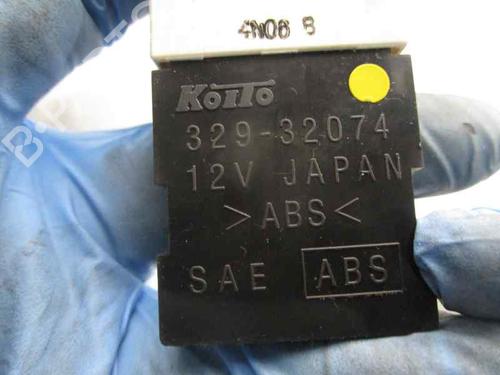 4N06 B
KOITO
329-32074
12V JAPAN
>ABS<
SAE ABS